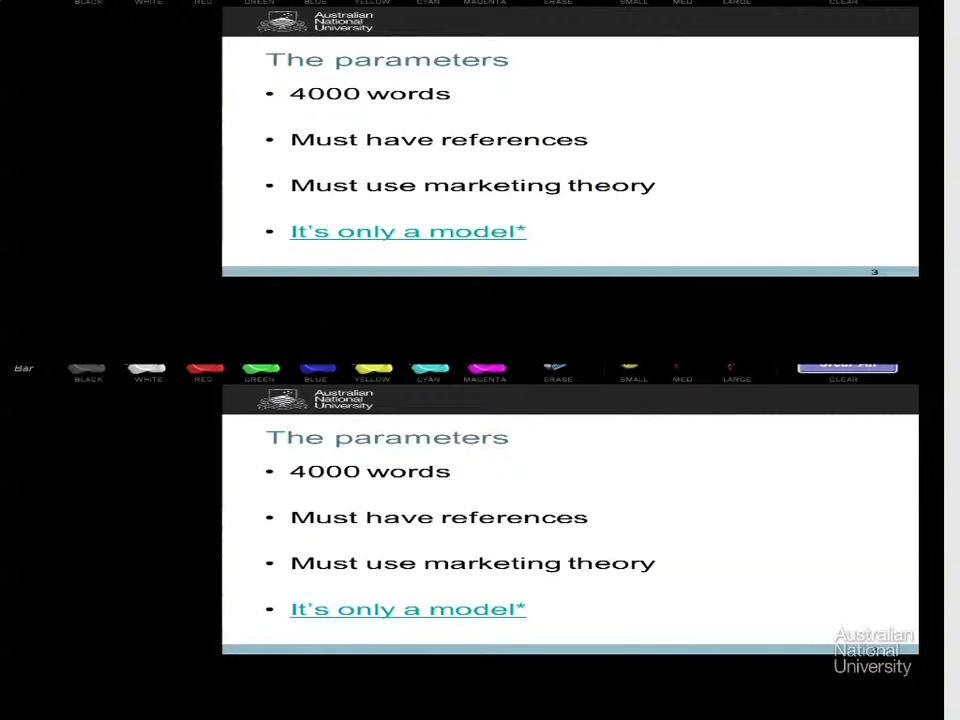 BLACK WHITE RED GREEN BLUE YELLOW CYAN MAGENTA ERASE SMALL MED LARGE CLEAR
Australian
National
University
The parameters
• 4000 words
• Must have references
• Must use marketing theory
• It's only a model*
3
Bar
BLACK WHITE RED GREEN BLUE YELLOW CYAN MAGENTA ERASE SMALL MED LARGE CLEAR
Australian
National
University
The parameters
• 4000 words
• Must have references
• Must use marketing theory
• It's only a model*
Australian
National
University